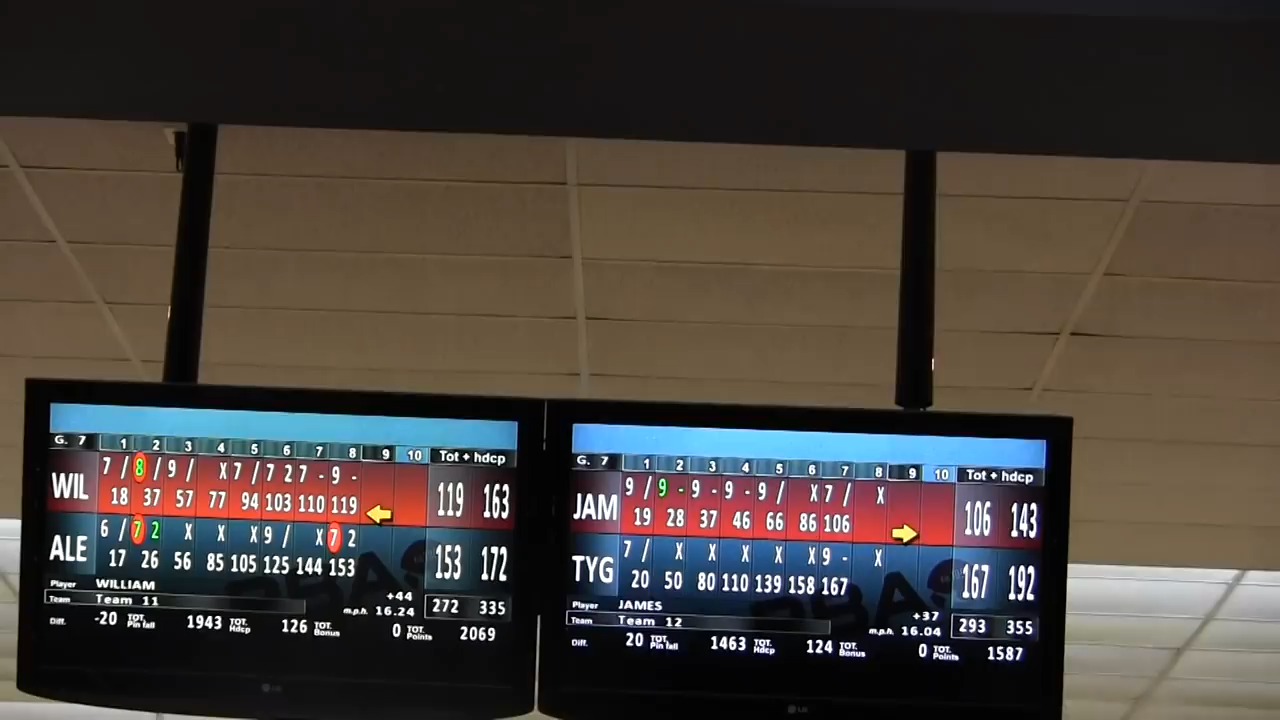 G. 7 1 2 3 4 5 6 7 8 9 10 Tot + hdcp
WIL 7 / 8 / 9 / X 7 / 7 2 7 - 9 -
18 37 57 77 94 103 110 119 119 163
ALE 6 / 7 2 X X X 9 / X 7 2
17 26 56 85 105 125 144 153 153 172
Player WILLIAM +44
Team Team 11 m.p.h. 16.24 272 335
Diff. -20 TOT. Pin fall 1943 TOT. Hdcp 126 TOT. Bonus 0 TOT. Points 2069
LG
G. 7 1 2 3 4 5 6 7 8 9 10 Tot + hdcp
JAM 9 / 9 - 9 - 9 - 9 / X 7 / X
19 28 37 46 66 86 106 106 143
TYG 7 / X X X X X 9 - X
20 50 80 110 139 158 167 167 192
Player JAMES +37
Team Team 12 m.p.h. 16.04 293 355
Diff. 20 TOT. Pin fall 1463 TOT. Hdcp 124 TOT. Bonus 0 TOT. Points 1587
LG